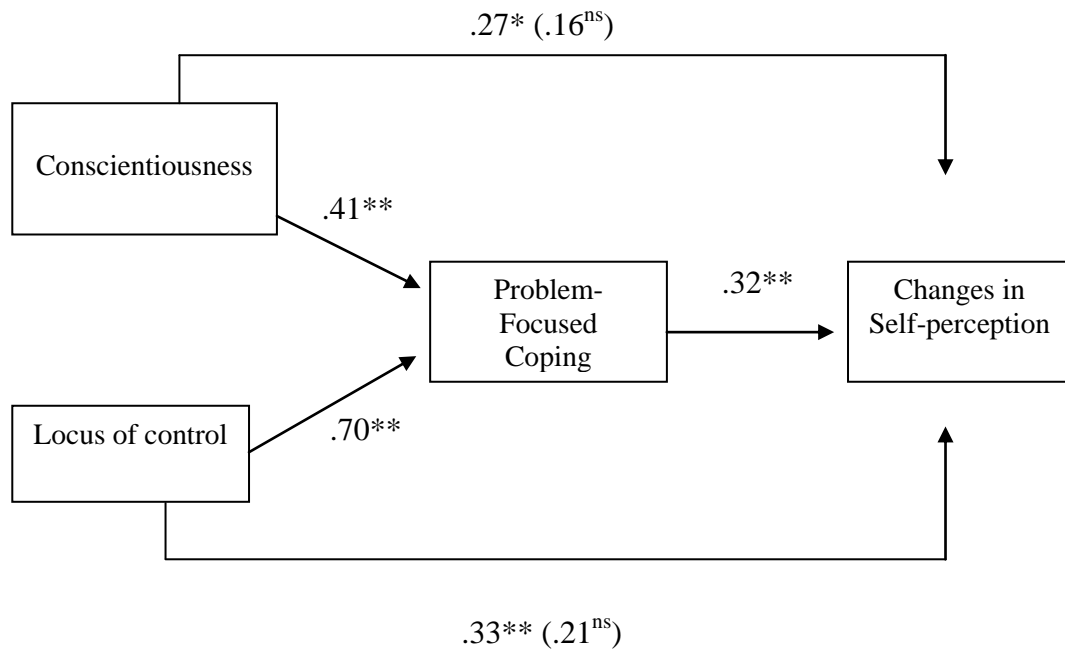 .27* (.16ns)
Conscientiousness
.41**
Problem-
Focused
Coping
.32**
Changes in
Self-perception
Locus of control
.70**
.33** (.21ns)